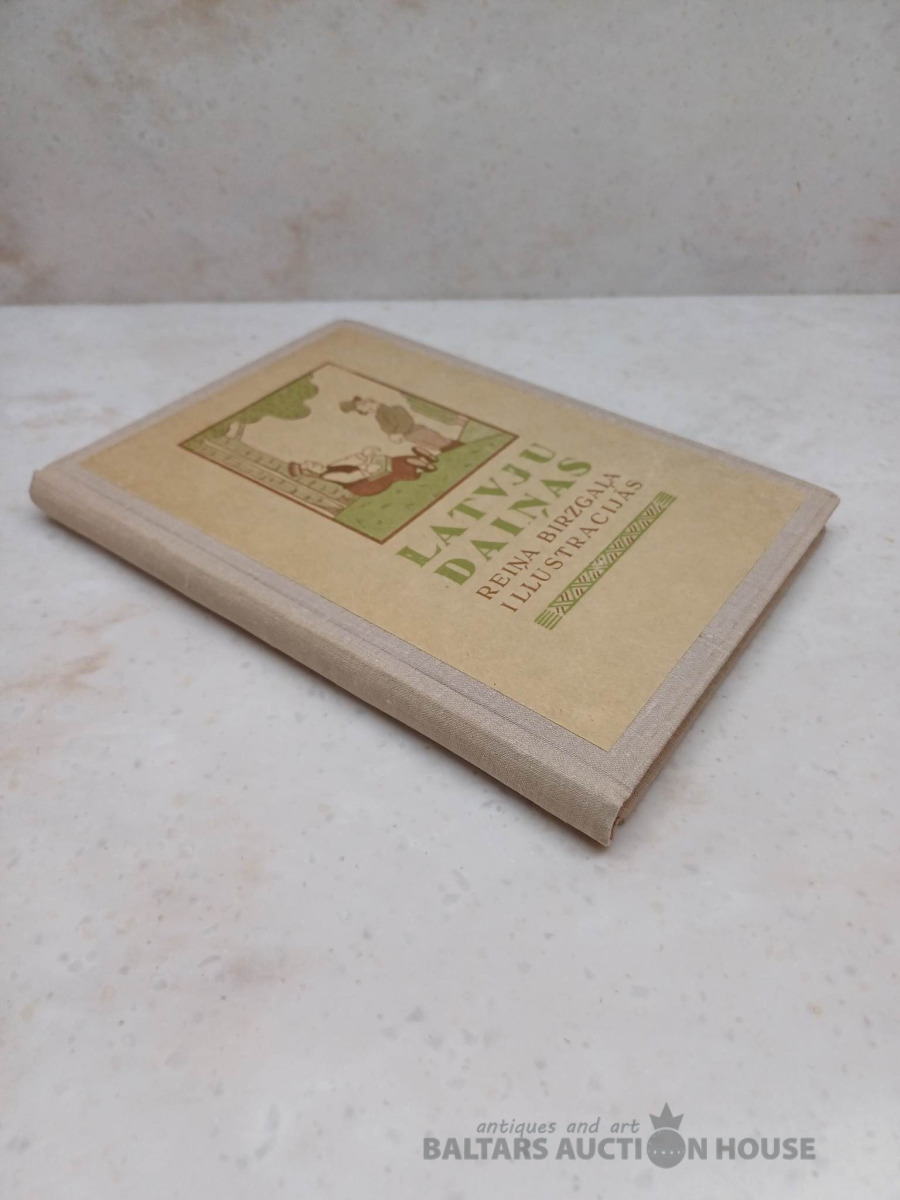 LATVJU
DAIŅAS
REIŅA BIRZGAĻA
ILLUSTRACIJĀS
antiques and art
BALTARS AUCTION HOUSE